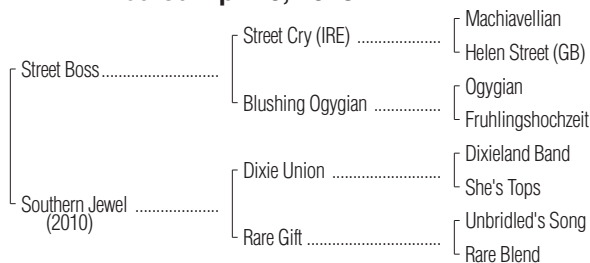 Machiavellian
Street Cry (IRE)
Helen Street (GB)
Street Boss
Ogygian
Blushing Ogygian
Fruhlingshochzeit
Dixieland Band
Dixie Union
She's Tops
Southern Jewel
(2010)
Unbridled's Song
Rare Gift
Rare Blend